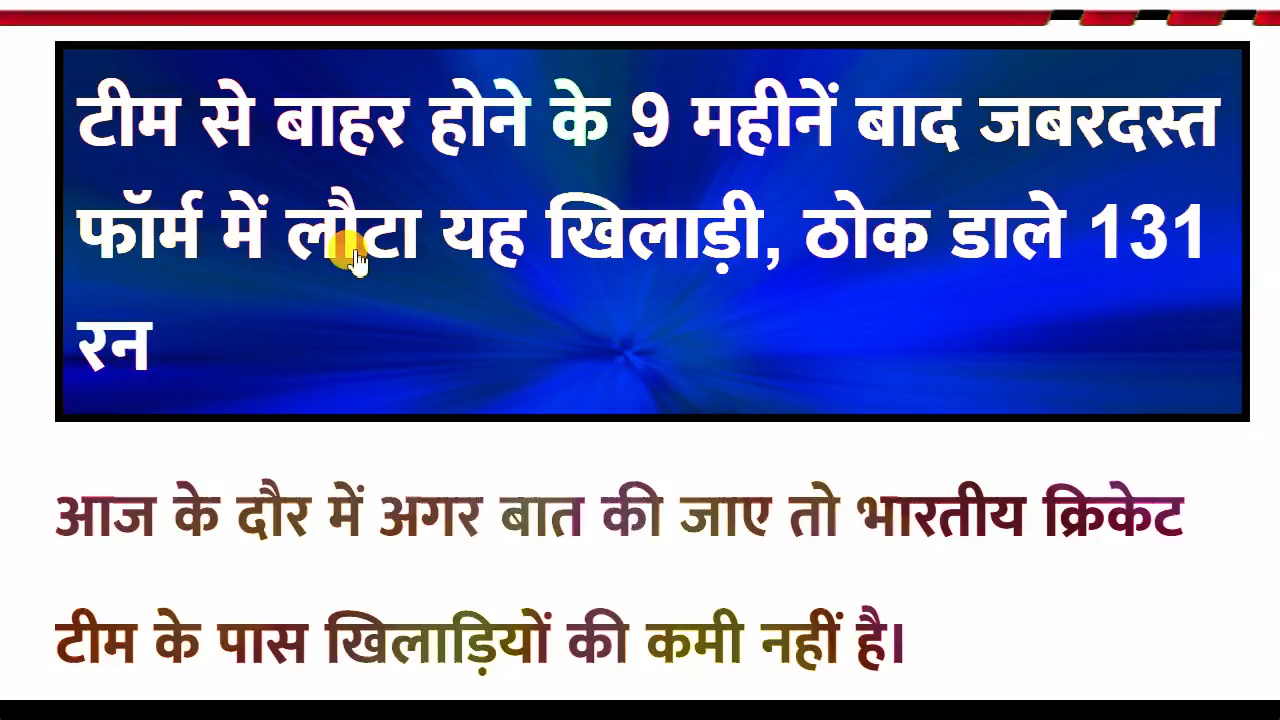 टीम से बाहर होने के 9 महीनें बाद जबरदस्त
फॉर्म में लौटा यह खिलाड़ी, ठोक डाले 131
रन
आज के दौर में अगर बात की जाए तो भारतीय क्रिकेट
टीम के पास खिलाड़ियों की कमी नहीं है।